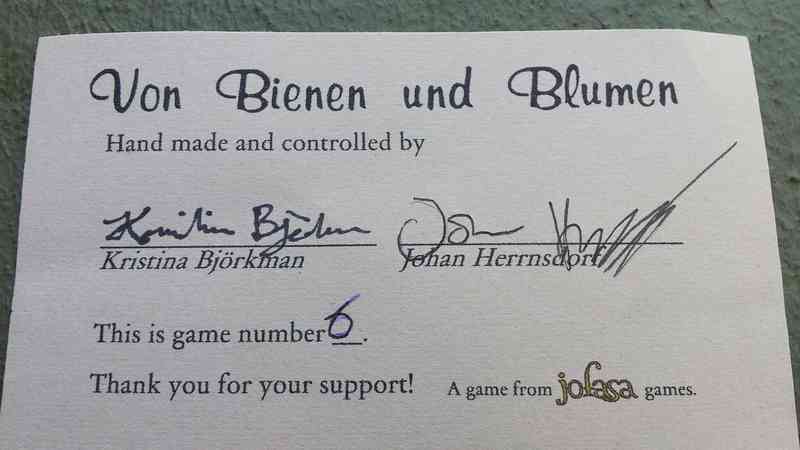 Von Bienen und Blumen
Hand made and controlled by
Kristina Björkman
Johan Herrnsdorf
This is game number 6.
Thank you for your support!
A game from jofasa games.